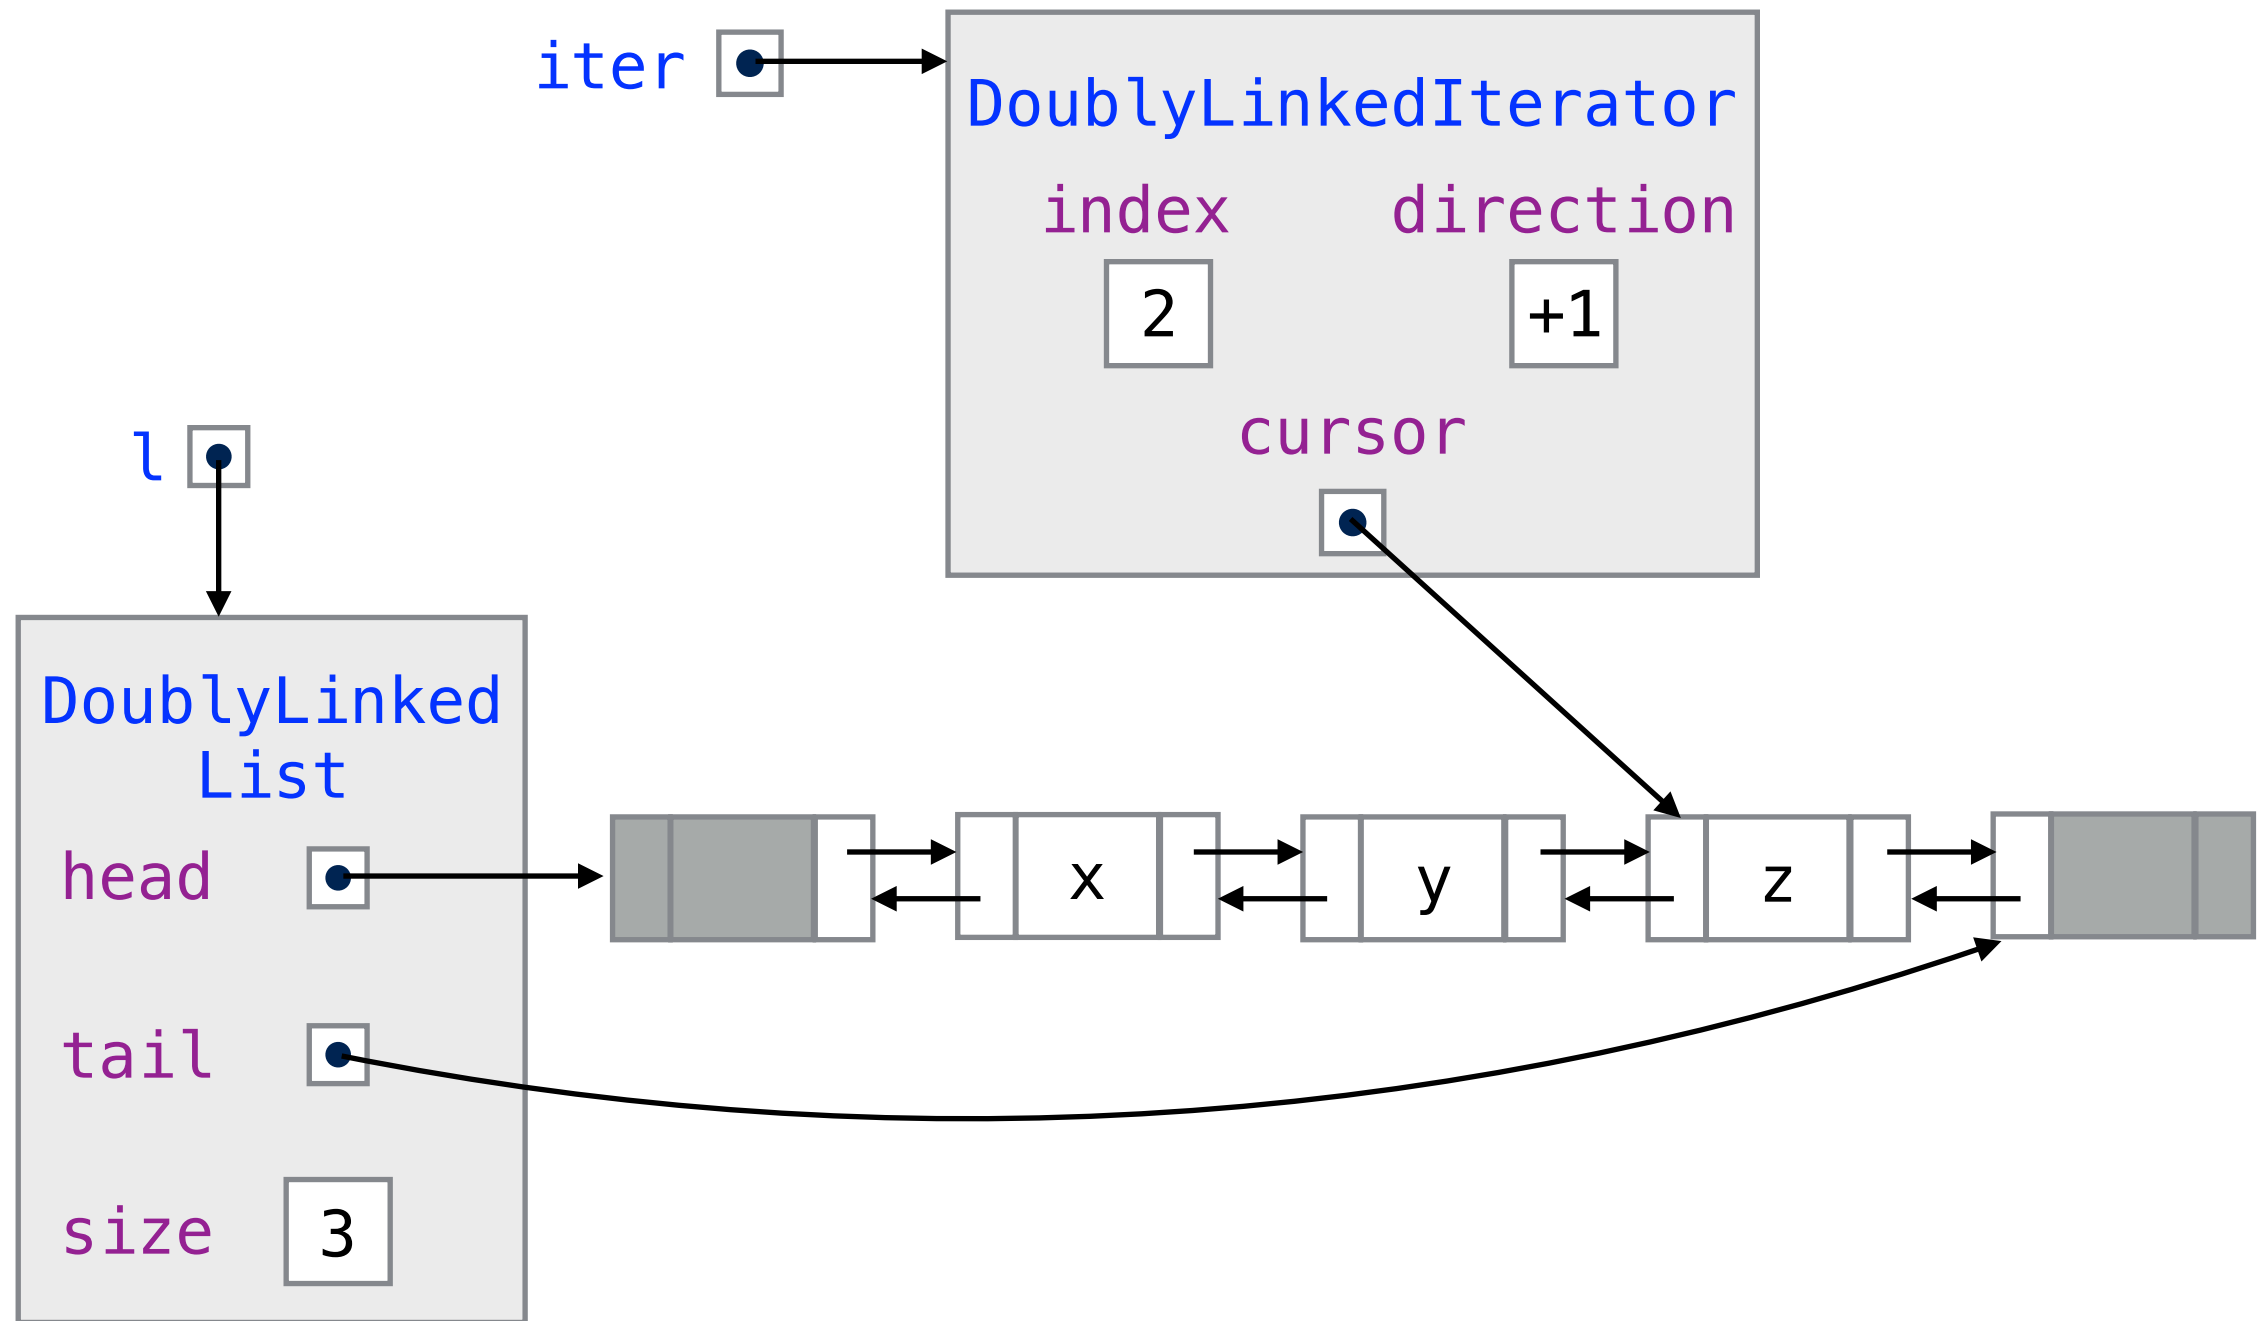 iter
DoublyLinkedIterator
index direction
2 +1
cursor
l
DoublyLinked
List
head
x y z
tail
size 3